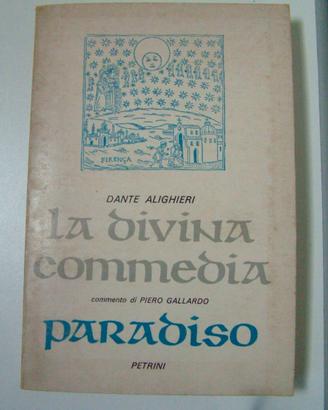 FIRENÇA
DANTE ALIGHIERI
la divina
commedia
commento di PIERO GALLARDO
paradiso
PETRINI